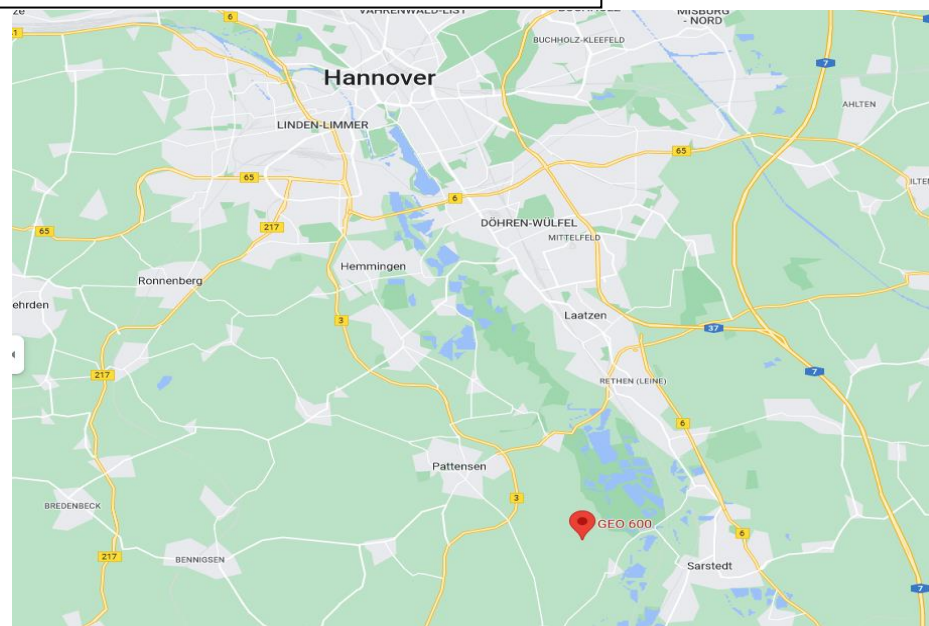 ze
6
VAHRENWALD-LIST
MISBURG
- NORD
BUCHHOLZ-KLEEFELD
7
Hannover
AHLTEN
LINDEN-LIMMER
65
65
6
ILTEN
217
DÖHREN-WÜLFEL
65
MITTELFELD
Hemmingen
Ronnenberg
ehrden
Laatzen
3
37
7
217
RETHEN (LEINE)
6
Pattensen
3
BREDENBECK
GEO 600
6
217
BENNIGSEN
Sarstedt
7